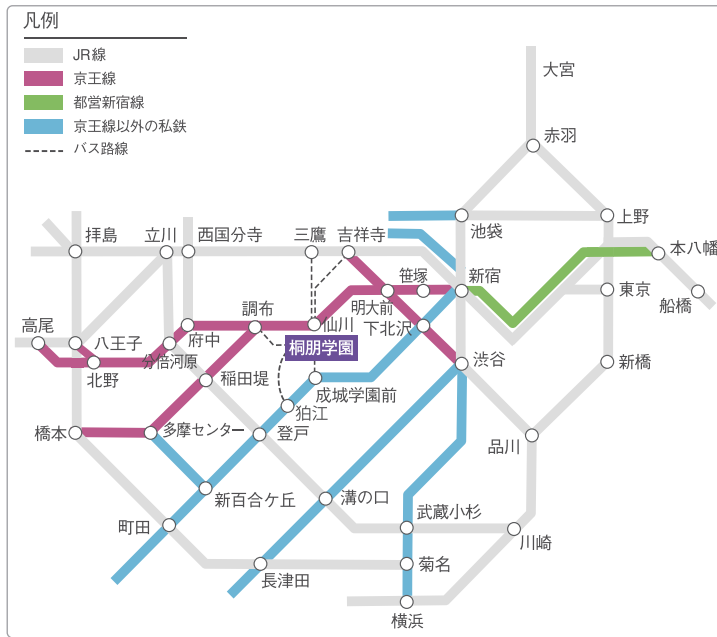 凡例
JR線
京王線
都営新宿線
京王線以外の私鉄
バス路線
大宮
赤羽
池袋
上野
拝島
立川
西国分寺
三鷹
吉祥寺
本八幡
笹塚
新宿
明大前
東京
船橋
高尾
八王子
北野
分倍河原
府中
調布
仙川
下北沢
桐朋学園
渋谷
新橋
稲田堤
成城学園前
狛江
橋本
多摩センター
登戸
品川
新百合ケ丘
溝の口
武蔵小杉
町田
川崎
長津田
菊名
横浜